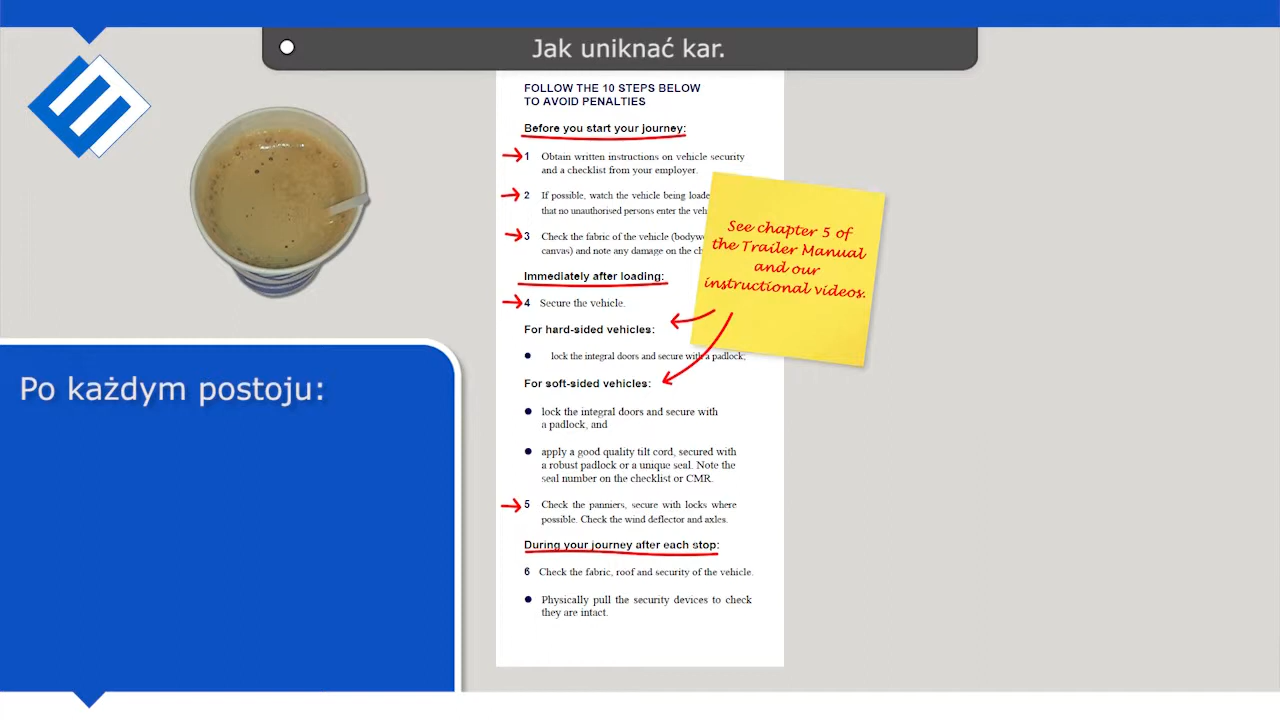 Jak uniknać kar.
FOLLOW THE 10 STEPS BELOW
TO AVOID PENALTIES
Before you start your journey:
1 Obtain written instructions on vehicle security
and a checklist from your employer.
2 If possible, watch the vehicle being
that no unauthorised persons enter the
3 Check the fabric of the vehicle
canvas) and note any damage on the
See chapter 5 of
the Trailer Manual
and our
instructional videos.
Immediately after loading:
4 Secure the vehicle.
For hard-sided vehicles:
● lock the integral doors and secure with a padlock;
For soft-sided vehicles:
● lock the integral doors and secure with
a padlock, and
● apply a good quality tilt cord, secured with
a robust padlock or a unique seal. Note the
seal number on the checklist or CMR.
5 Check the panniers, secure with locks where
possible. Check the wind deflector and axles.
During your journey after each stop:
6 Check the fabric, roof and security of the vehicle.
● Physically pull the security devices to check
they are intact.
Po każdym postoju: